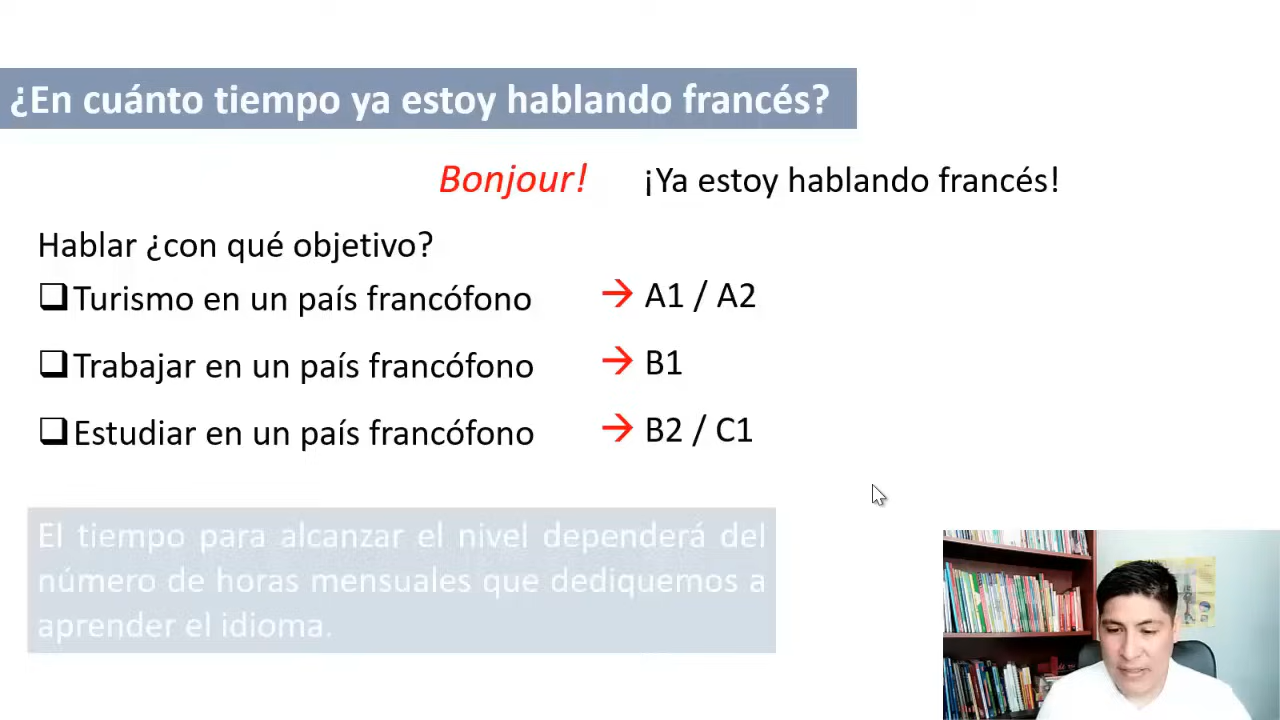 ¿En cuánto tiempo ya estoy hablando francés?
Bonjour! ¡Ya estoy hablando francés!
Hablar ¿con qué objetivo?
Turismo en un país francófono → A1 / A2
Trabajar en un país francófono → B1
Estudiar en un país francófono → B2 / C1
El tiempo para alcanzar el nivel dependerá del
número de horas mensuales que dediquemos a
aprender el idioma.